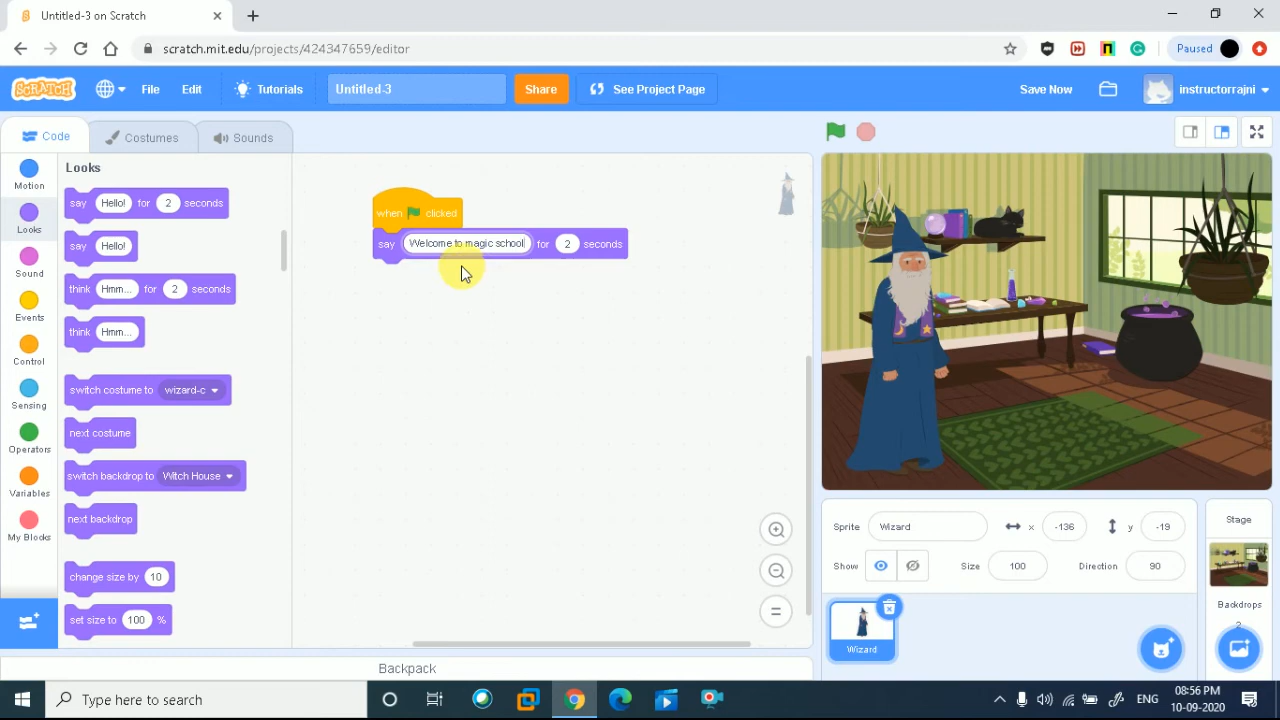 Untitled-3 on Scratch
scratch.mit.edu/projects/424347659/editor
Paused
SCRATCH
File
Edit
Tutorials
Untitled-3
Share
See Project Page
Save Now
instructorrajni
Code
Costumes
Sounds
Motion
Looks
Sound
Events
Control
Sensing
Operators
Variables
My Blocks
Looks
say Hello! for 2 seconds
say Hello!
think Hmm... for 2 seconds
think Hmm...
switch costume to wizard-c
next costume
switch backdrop to Witch House
next backdrop
change size by 10
set size to 100 %
when clicked
say Welcome to magic school for 2 seconds
Backpack
Sprite Wizard x -136 y -19
Show Size 100 Direction 90
Wizard
Stage
Backdrops
2
Type here to search
ENG
08:56 PM
10-09-2020